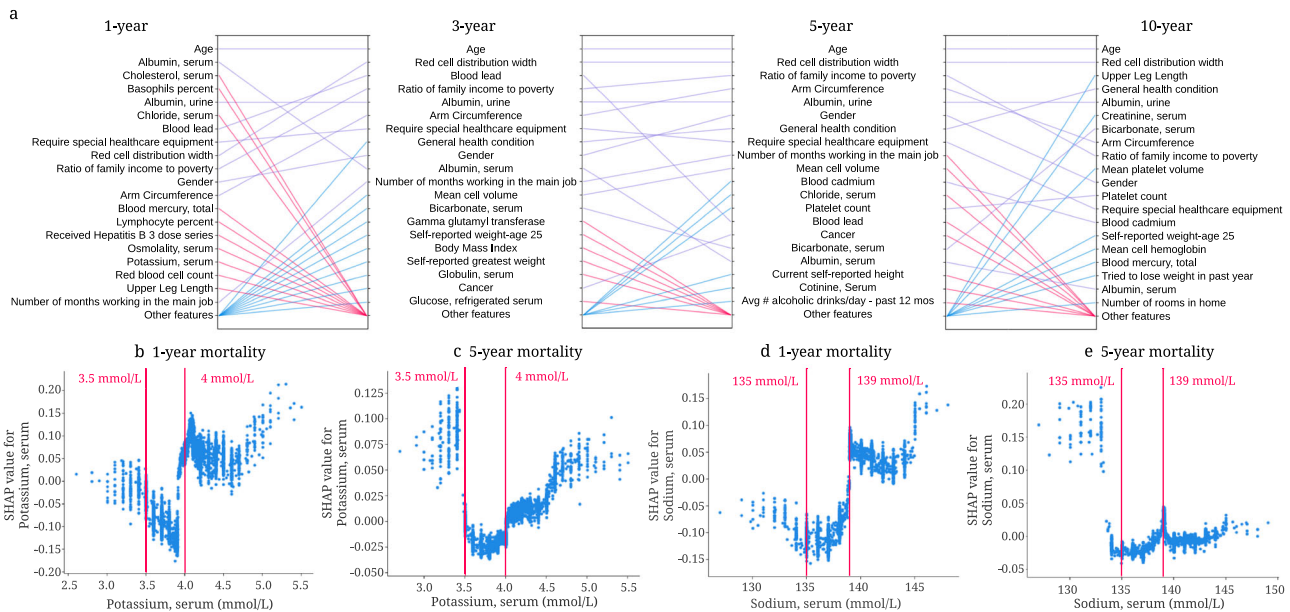 a
1-year
3-year
5-year
10-year
Age
Albumin, serum
Cholesterol, serum
Basophils percent
Albumin, urine
Chloride, serum
Blood lead
Require special healthcare equipment
Red cell distribution width
Ratio of family income to poverty
Gender
Arm Circumference
Blood mercury, total
Lymphocyte percent
Received Hepatitis B 3 dose series
Osmolality, serum
Potassium, serum
Red blood cell count
Upper Leg Length
Number of months working in the main job
Other features
Age
Red cell distribution width
Blood lead
Ratio of family income to poverty
Albumin, urine
Arm Circumference
Require special healthcare equipment
General health condition
Gender
Albumin, serum
Number of months working in the main job
Mean cell volume
Bicarbonate, serum
Gamma glutamyl transferase
Self-reported weight-age 25
Body Mass Index
Self-reported greatest weight
Globulin, serum
Cancer
Glucose, refrigerated serum
Other features
Age
Red cell distribution width
Ratio of family income to poverty
Arm Circumference
Albumin, urine
Gender
General health condition
Require special healthcare equipment
Number of months working in the main job
Mean cell volume
Blood cadmium
Chloride, serum
Platelet count
Blood lead
Cancer
Bicarbonate, serum
Albumin, serum
Current self-reported height
Cotinine, Serum
Avg # alcoholic drinks/day - past 12 mos
Other features
Age
Red cell distribution width
Upper Leg Length
General health condition
Albumin, urine
Creatinine, serum
Bicarbonate, serum
Arm Circumference
Ratio of family income to poverty
Mean platelet volume
Gender
Platelet count
Require special healthcare equipment
Blood cadmium
Self-reported weight-age 25
Mean cell hemoglobin
Blood mercury, total
Tried to lose weight in past year
Albumin, serum
Number of rooms in home
Other features
b 1-year mortality
3.5 mmol/L
4 mmol/L
SHAP value for
Potassium, serum
0.20
0.15
0.10
0.05
0.00
−0.05
−0.10
−0.15
−0.20
2.5 3.0 3.5 4.0 4.5 5.0 5.5
Potassium, serum (mmol/L)
c 5-year mortality
3.5 mmol/L
4 mmol/L
SHAP value for
Potassium, serum
0.125
0.100
0.075
0.050
0.025
0.000
−0.025
−0.050
3.0 3.5 4.0 4.5 5.0 5.5
Potassium, serum (mmol/L)
d 1-year mortality
135 mmol/L
139 mmol/L
SHAP value for
Sodium, serum
0.15
0.10
0.05
0.00
−0.05
−0.10
−0.15
130 135 140 145
Sodium, serum (mmol/L)
e 5-year mortality
135 mmol/L
139 mmol/L
SHAP value for
Sodium, serum
0.20
0.15
0.10
0.05
0.00
−0.05
130 135 140 145
Sodium, serum (mmol/L)